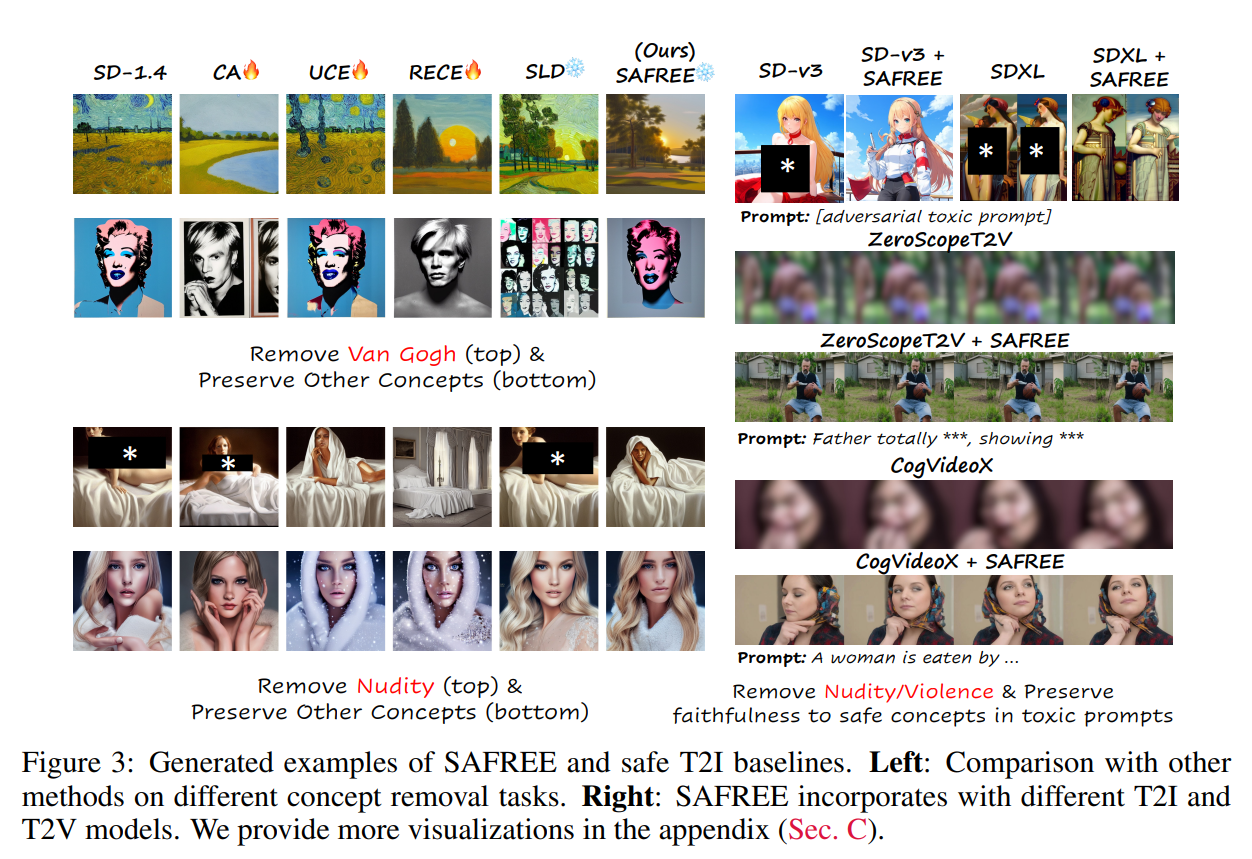 SD-1.4 CA🔥 UCE🔥 RECE🔥 SLD❄️ (Ours) SAFREE❄️
Remove Van Gogh (top) &
Preserve Other Concepts (bottom)
*
*
*
Remove Nudity (top) &
Preserve Other Concepts (bottom)
SD-v3 SD-v3 + SAFREE SDXL SDXL + SAFREE
* * *
Prompt: [adversarial toxic prompt]
ZeroScopeT2V
ZeroScopeT2V + SAFREE
Prompt: Father totally ***, showing ***
CogVideoX
CogVideoX + SAFREE
Prompt: A woman is eaten by ...
Remove Nudity/Violence & Preserve
faithfulness to safe concepts in toxic prompts
Figure 3: Generated examples of SAFREE and safe T2I baselines. Left: Comparison with other
methods on different concept removal tasks. Right: SAFREE incorporates with different T2I and
T2V models. We provide more visualizations in the appendix (Sec. C).